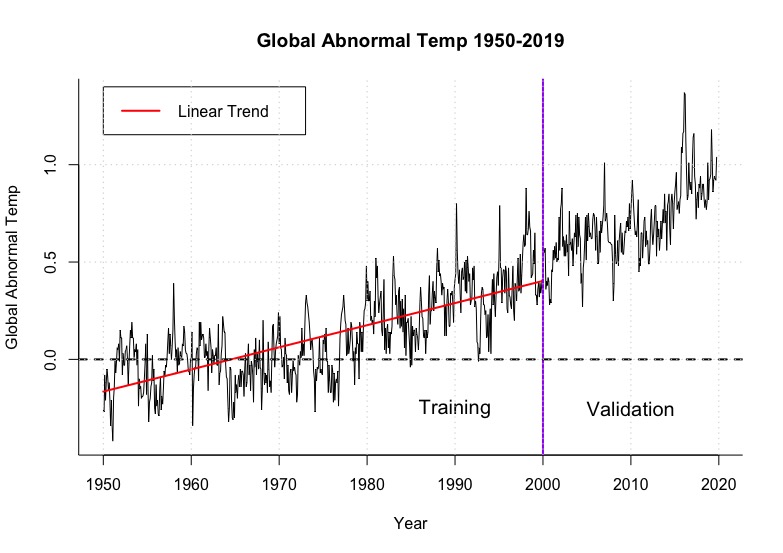 Global Abnormal Temp 1950-2019
Linear Trend
Global Abnormal Temp
1.0
0.5
0.0
Training
Validation
1950 1960 1970 1980 1990 2000 2010 2020
Year